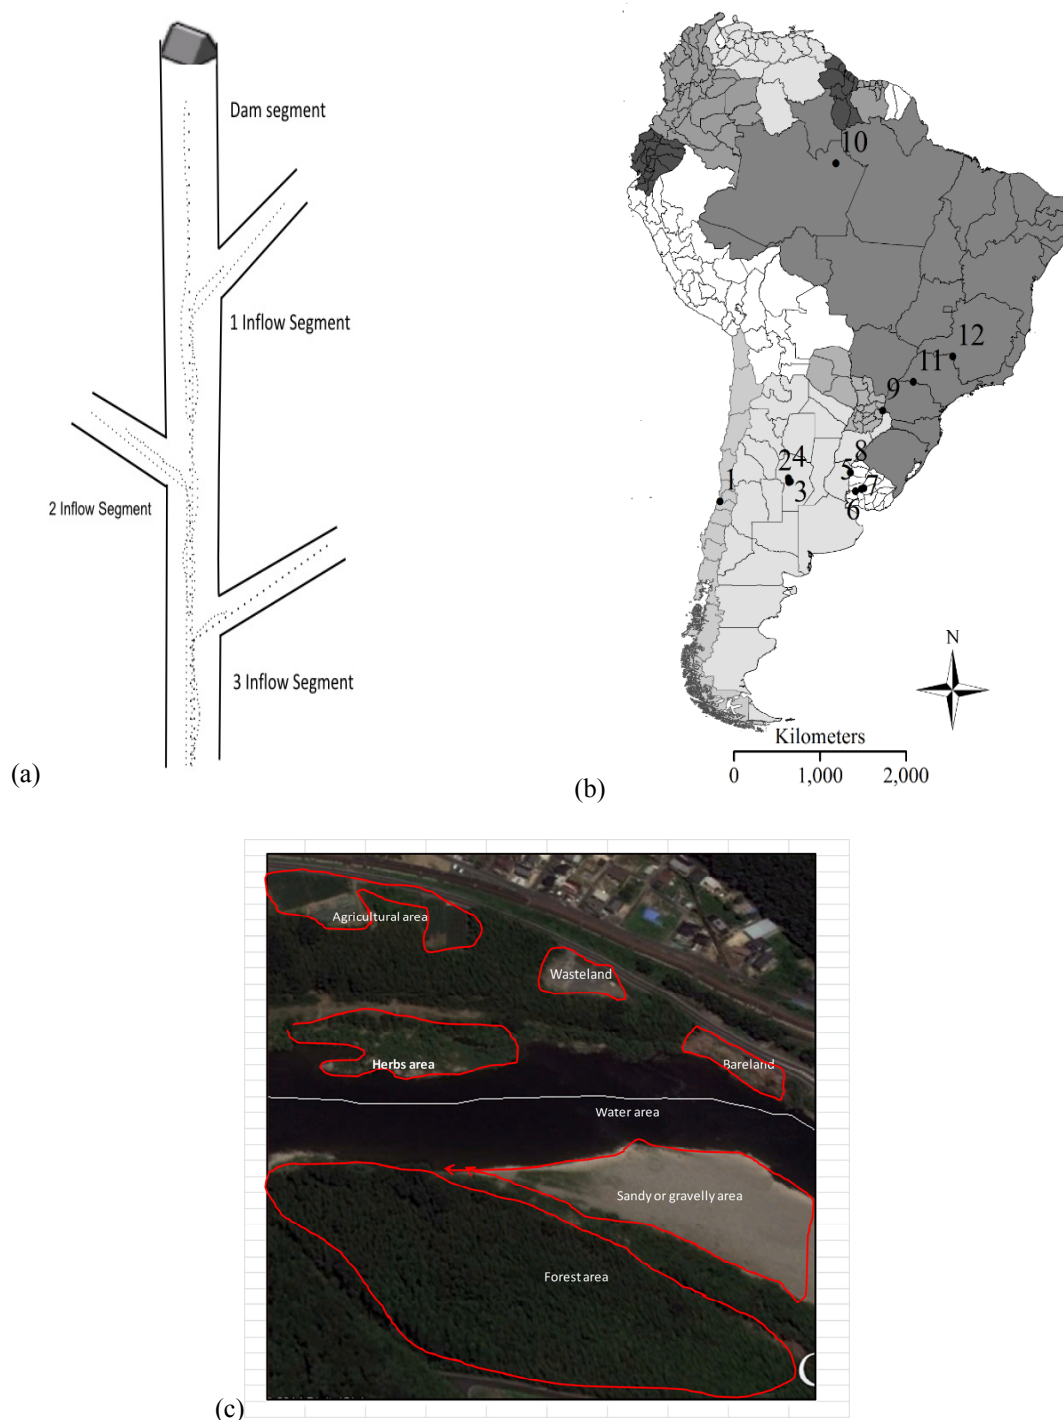 Dam segment
1 Inflow Segment
2 Inflow Segment
3 Inflow Segment
(a)
10
12
11
9
8
4
2
5
7
1
3
6
N
Kilometers
0 1,000 2,000
(b)
Agricultural area
Wasteland
Herbs area
Bareland
Water area
Sandy or gravelly area
Forest area
(c)